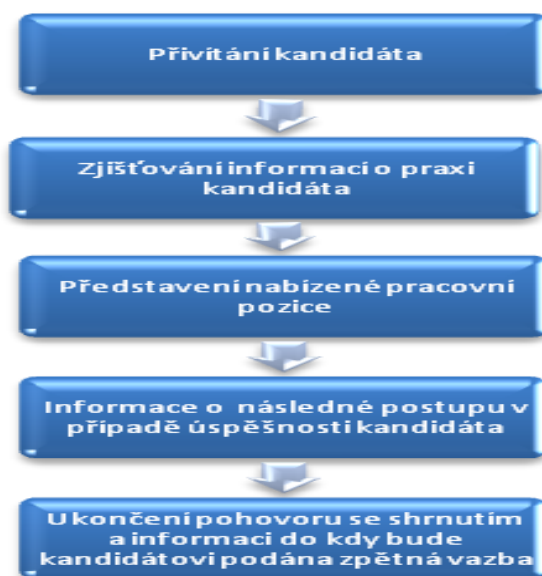 Přivítání kandidáta
Zjišťování informací o praxi
kandidáta
Představení nabízené pracovní
pozice
Informace o následné postupu v
případě úspěšnosti kandidáta
Ukončení pohovoru se shrnutím
a informaci do kdy bude
kandidátovi podána zpětná vazba